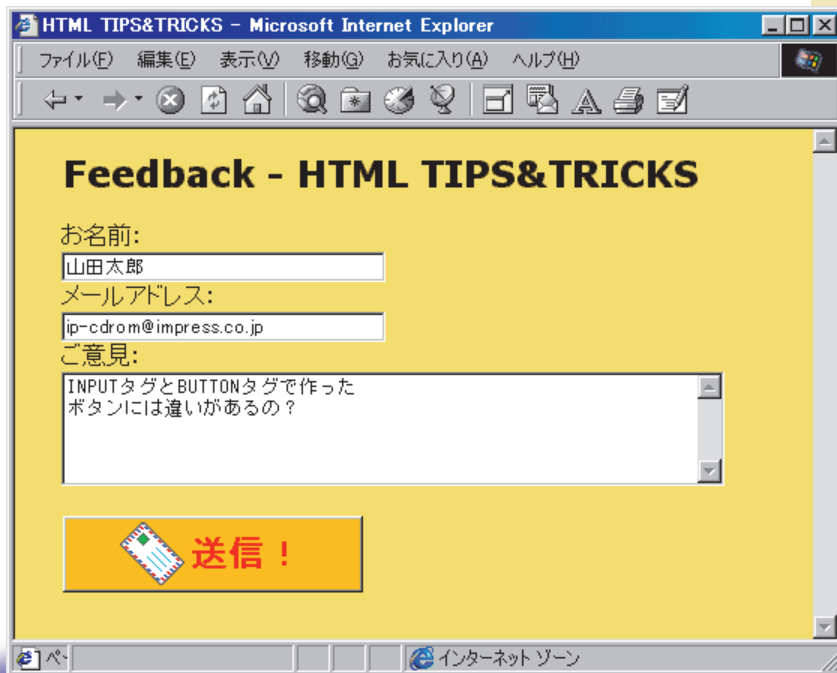 HTML TIPS&TRICKS - Microsoft Internet Explorer
ファイル(F) 編集(E) 表示(V) 移動(G) お気に入り(A) ヘルプ(H)
Feedback - HTML TIPS&TRICKS
お名前:
山田太郎
メールアドレス:
ip-cdrom@impress.co.jp
ご意見:
INPUTタグとBUTTONタグで作った
ボタンには違いがあるの?
送信!
ペー
インターネット ゾーン